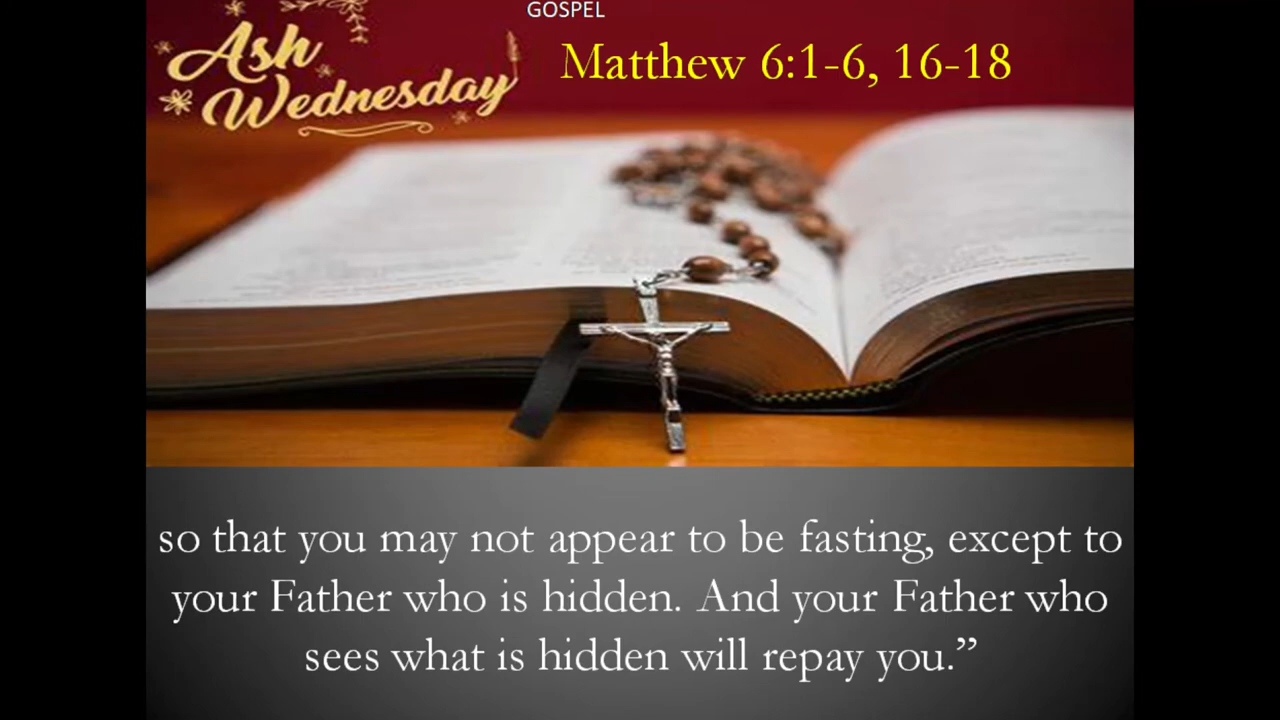 GOSPEL
Ash
Wednesday
Matthew 6:1-6, 16-18
so that you may not appear to be fasting, except to
your Father who is hidden. And your Father who
sees what is hidden will repay you.”